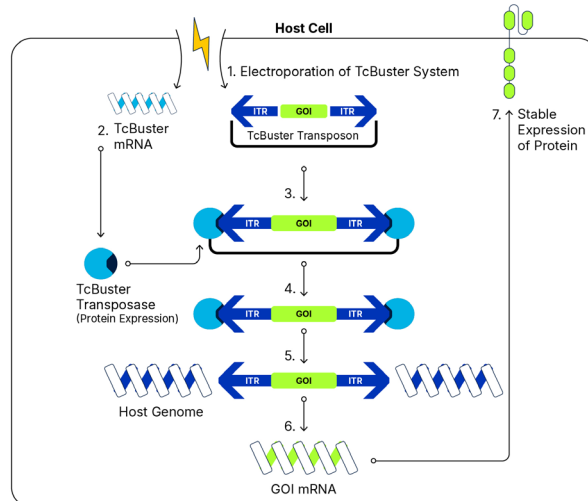 Host Cell
1. Electroporation of TcBuster System
ITR GOI ITR
TcBuster Transposon
2. TcBuster
mRNA
7. Stable
Expression
of Protein
3.
ITR GOI ITR
TcBuster
Transposase
(Protein Expression)
4.
ITR GOI ITR
5.
ITR GOI ITR
Host Genome
6.
GOI mRNA